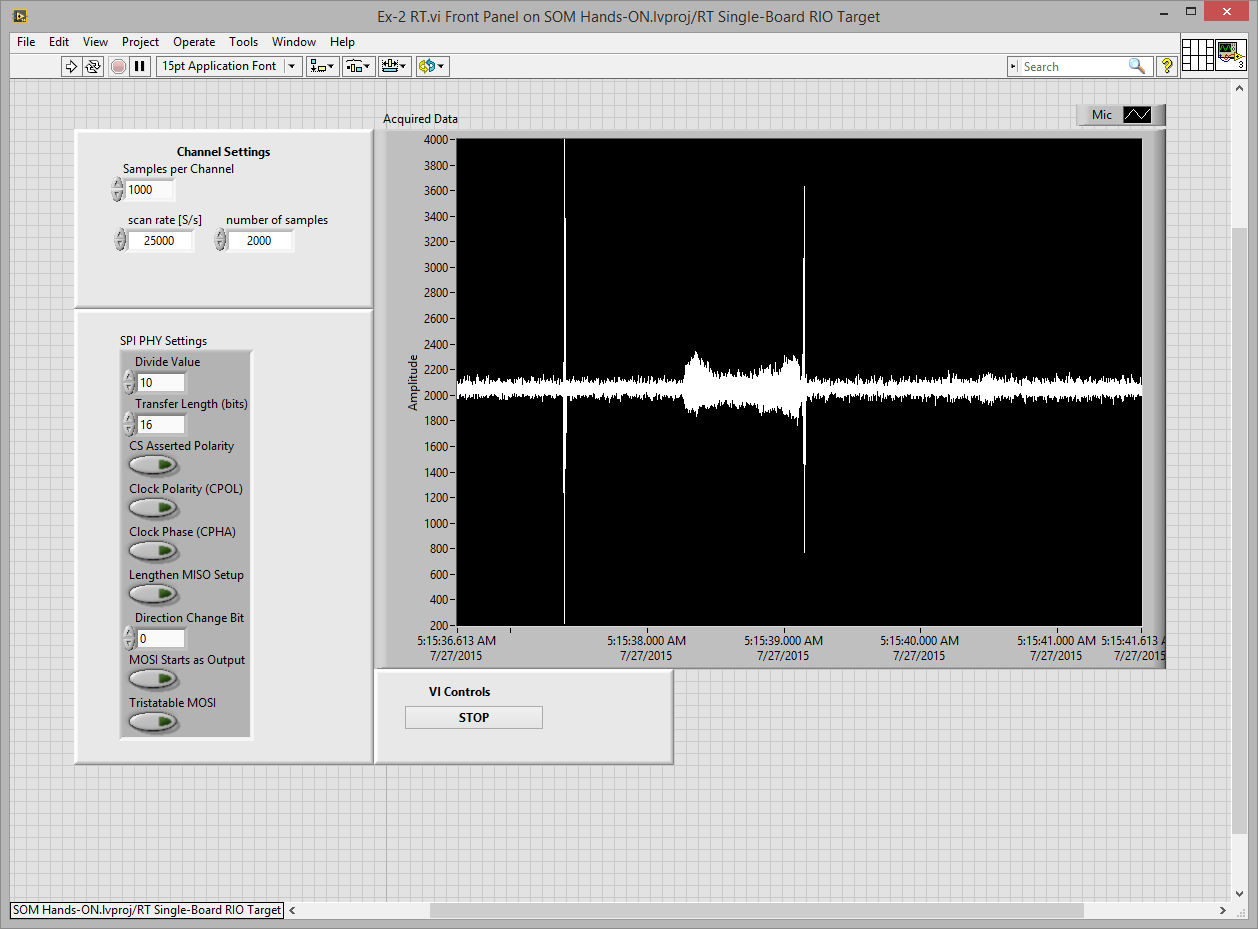 Ex-2 RT.vi Front Panel on SOM Hands-ON.lvproj/RT Single-Board RIO Target
File Edit View Project Operate Tools Window Help
15pt Application Font
Search
?
3
Channel Settings
Samples per Channel
1000
scan rate [S/s] number of samples
25000 2000
SPI PHY Settings
Divide Value
10
Transfer Length (bits)
16
CS Asserted Polarity
Clock Polarity (CPOL)
Clock Phase (CPHA)
Lengthen MISO Setup
Direction Change Bit
0
MOSI Starts as Output
Tristatable MOSI
Acquired Data
Mic
Amplitude
4000
3800
3600
3400
3200
3000
2800
2600
2400
2200
2000
1800
1600
1400
1200
1000
800
600
400
200
5:15:36.613 AM 5:15:38.000 AM 5:15:39.000 AM 5:15:40.000 AM 5:15:41.000 AM 5:15:41.613 A
7/27/2015 7/27/2015 7/27/2015 7/27/2015 7/27/2015 7/27/2015
VI Controls
STOP
SOM Hands-ON.lvproj/RT Single-Board RIO Target